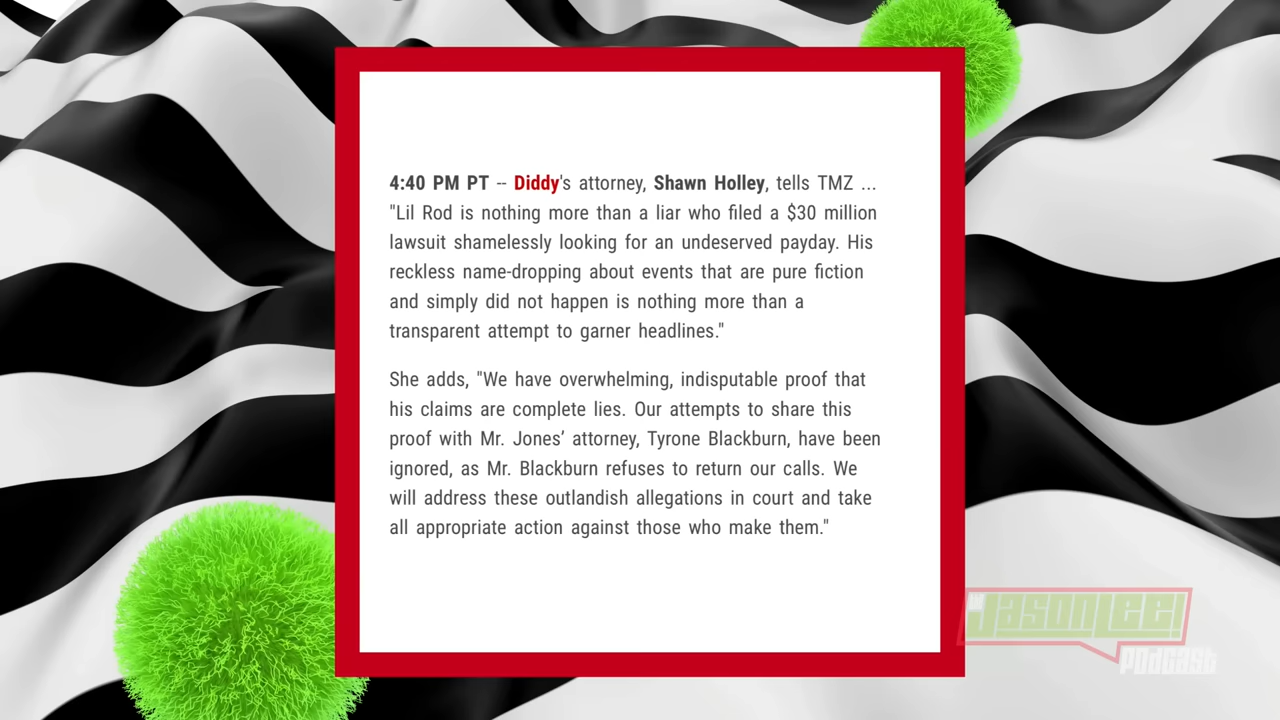 4:40 PM PT -- Diddy's attorney, Shawn Holley, tells TMZ ...
"Lil Rod is nothing more than a liar who filed a $30 million
lawsuit shamelessly looking for an undeserved payday. His
reckless name-dropping about events that are pure fiction
and simply did not happen is nothing more than a
transparent attempt to garner headlines."
She adds, "We have overwhelming, indisputable proof that
his claims are complete lies. Our attempts to share this
proof with Mr. Jones’ attorney, Tyrone Blackburn, have been
ignored, as Mr. Blackburn refuses to return our calls. We
will address these outlandish allegations in court and take
all appropriate action against those who make them."
JASONLEE!
PODCAST